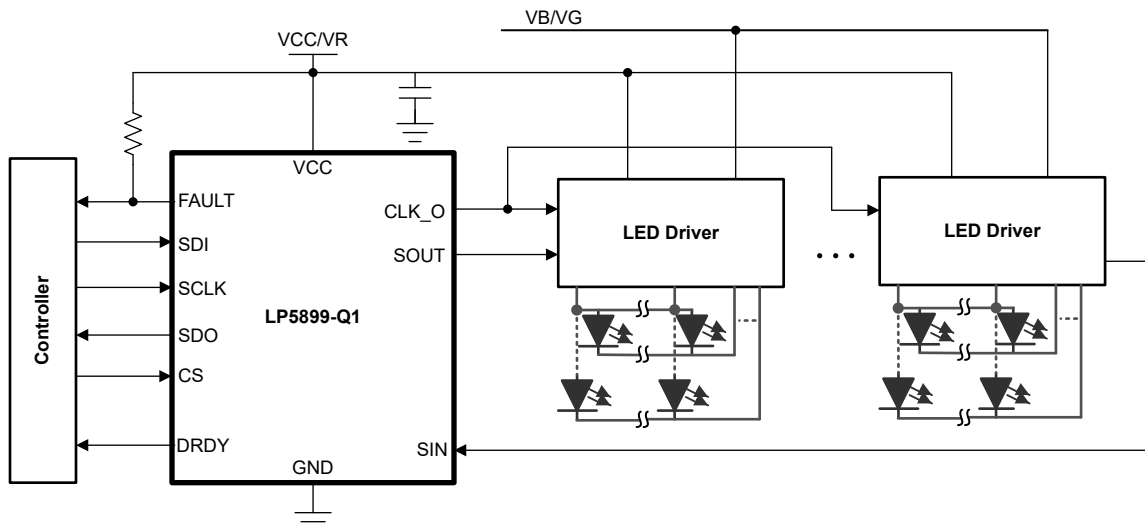 VB/VG
VCC/VR
VCC
Controller
FAULT
SDI
SCLK
SDO
CS
DRDY
LP5899-Q1
CLK_O
SOUT
SIN
GND
LED Driver
. . .
LED Driver